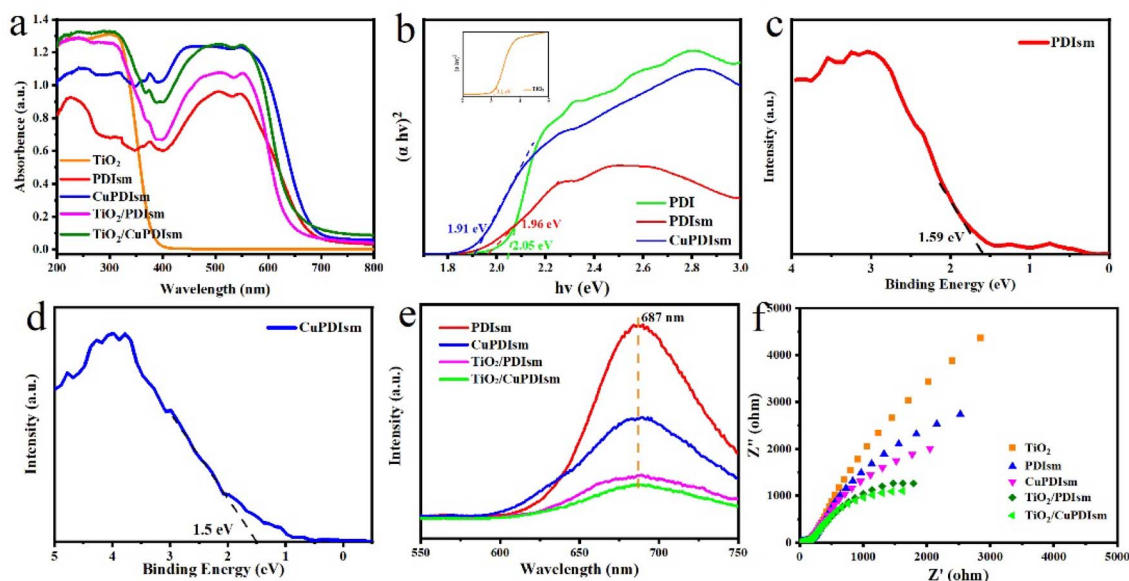 a
Absorbence (a.u.)
1.4
1.2
1.0
0.8
0.6
0.4
0.2
0.0
TiO₂
PDIsm
CuPDIsm
TiO₂/PDIsm
TiO₂/CuPDIsm
200 300 400 500 600 700 800
Wavelength (nm)
b
(α hv)²
TiO₂
1.91 eV
1.96 eV
2.05 eV
PDI
PDIsm
CuPDIsm
1.8 2.0 2.2 2.4 2.6 2.8 3.0
hv (eV)
c
Intensity (a.u.)
PDIsm
1.59 eV
4 3 2 1 0
Binding Energy (eV)
d
Intensity (a.u.)
CuPDIsm
1.5 eV
5 4 3 2 1 0
Binding Energy (eV)
e
Intensity (a.u.)
687 nm
PDIsm
CuPDIsm
TiO₂/PDIsm
TiO₂/CuPDIsm
550 600 650 700 750
Wavelength (nm)
f
Z'' (ohm)
5000
4000
3000
2000
1000
0
TiO₂
PDIsm
CuPDIsm
TiO₂/PDIsm
TiO₂/CuPDIsm
0 1000 2000 3000 4000 5000
Z' (ohm)